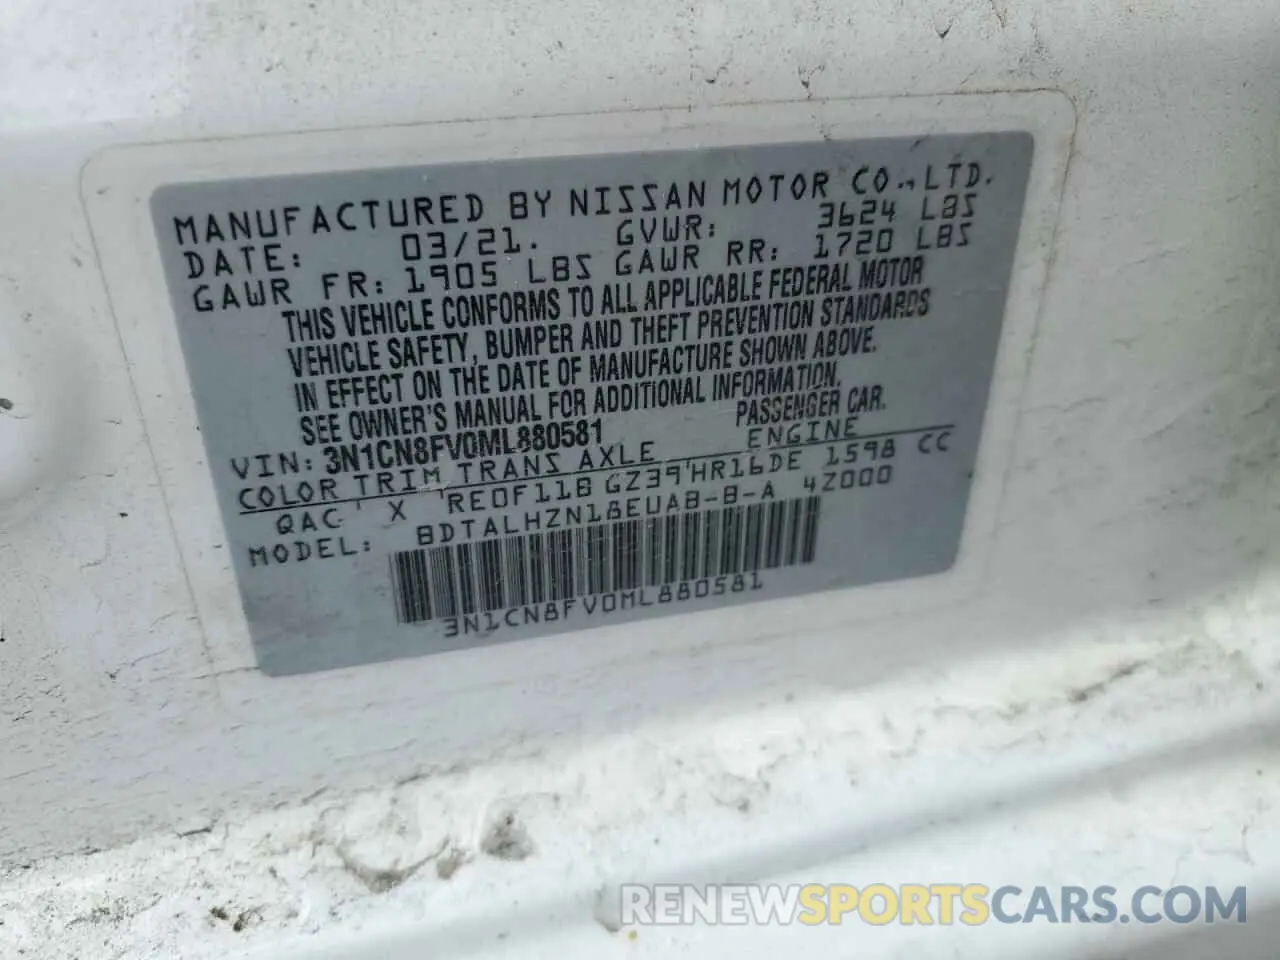 MANUFACTURED BY NISSAN MOTOR CO., LTD.
DATE: 03/21. GVWR: 3624 LBS
GAWR FR: 1905 LBS GAWR RR: 1720 LBS
THIS VEHICLE CONFORMS TO ALL APPLICABLE FEDERAL MOTOR
VEHICLE SAFETY, BUMPER AND THEFT PREVENTION STANDARDS
IN EFFECT ON THE DATE OF MANUFACTURE SHOWN ABOVE.
SEE OWNER'S MANUAL FOR ADDITIONAL INFORMATION.
VIN: 3N1CN8FV0ML880581 PASSENGER CAR.
COLOR TRIM TRANS AXLE ENGINE
QAC X RE0F11B GZ39 HR16DE 1598 CC
MODEL: BDTALHZN18EUAB-B-A 4Z000
3N1CN8FV0ML880581
RENEWSPORTSCARS.COM